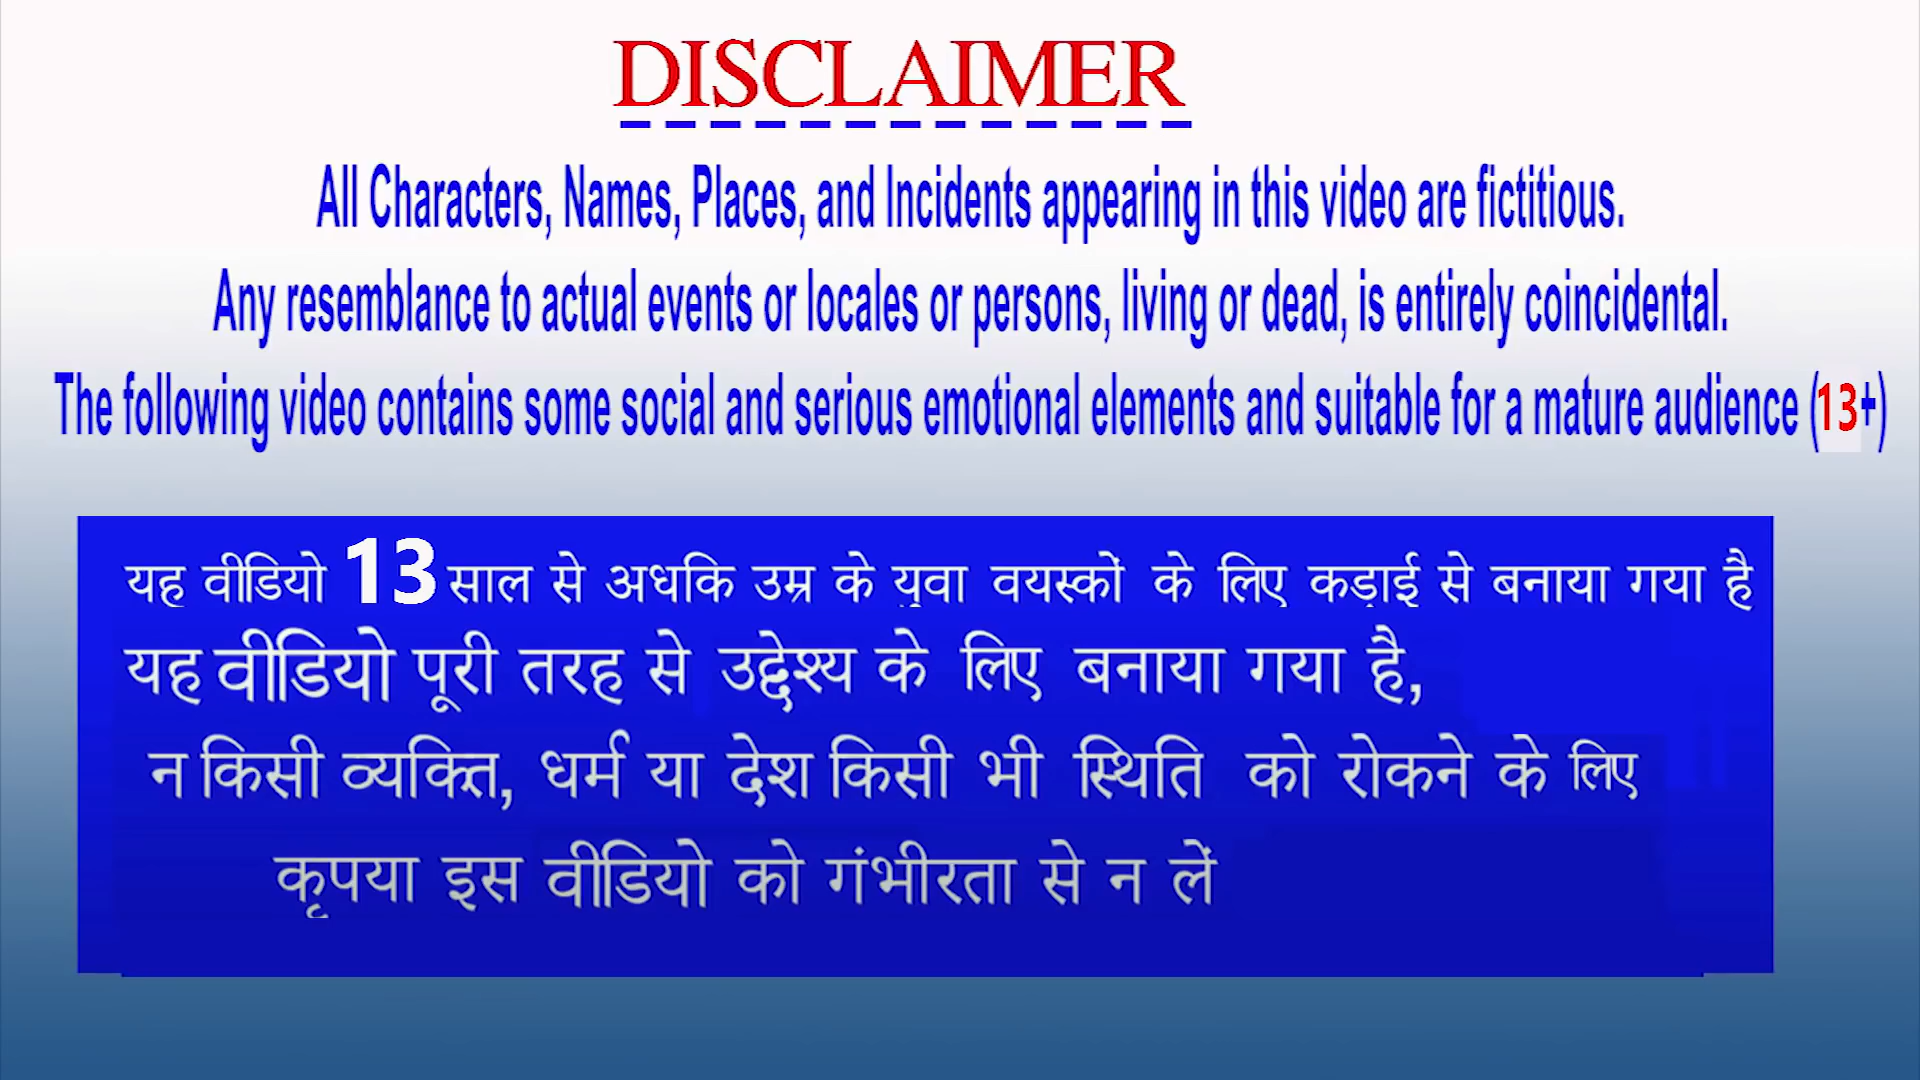 DISCLAIMER
All Characters, Names, Places, and Incidents appearing in this video are fictitious.
Any resemblance to actual events or locales or persons, living or dead, is entirely coincidental.
The following video contains some social and serious emotional elements and suitable for a mature audience (13+)
यह वीडियो 13 साल से अधकि उम्र के युवा वयस्कों के लिए कड़ाई से बनाया गया है
यह वीडियो पूरी तरह से उद्देश्य के लिए बनाया गया है,
न किसी व्यक्ति, धर्म या देश किसी भी स्थिति को रोकने के लिए
कृपया इस वीडियो को गंभीरता से न लें